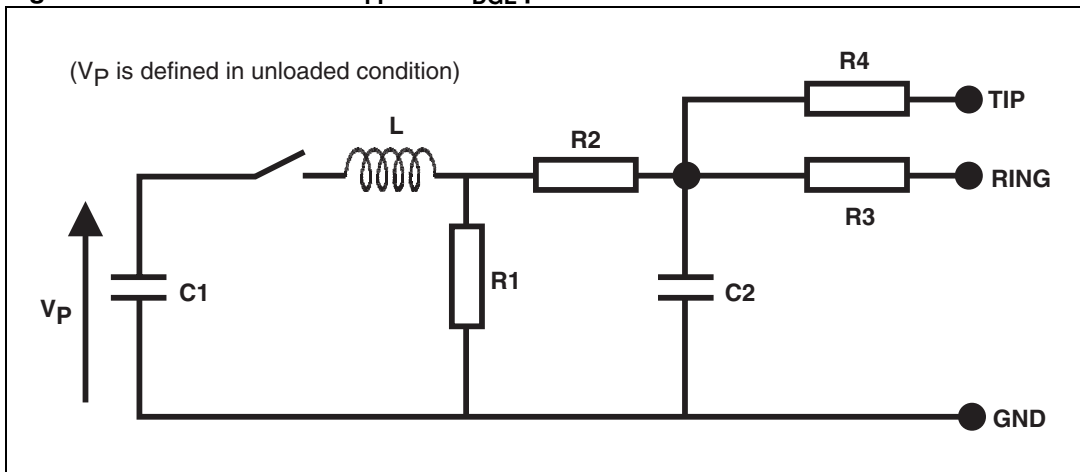 (VP is defined in unloaded condition)
R4
TIP
L
R2
RING
R3
R1
C1
C2
VP
GND